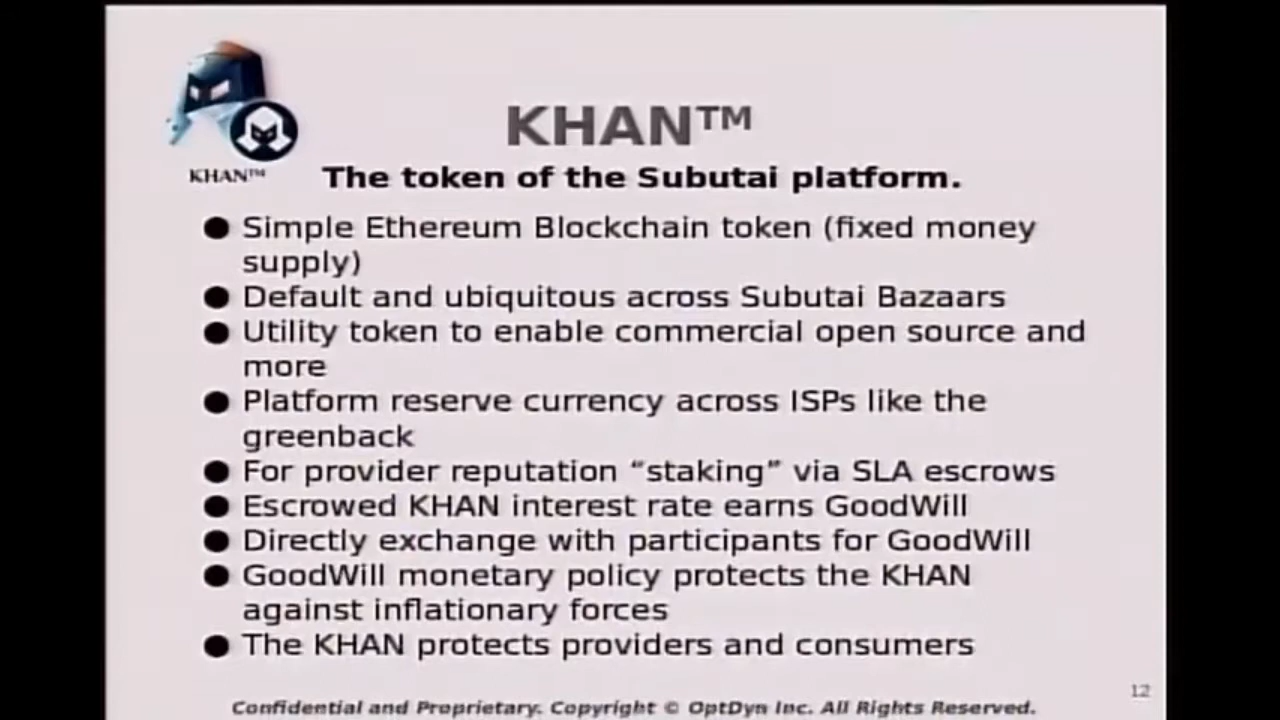 KHAN™
KHAN™
The token of the Subutai platform.
● Simple Ethereum Blockchain token (fixed money
supply)
● Default and ubiquitous across Subutai Bazaars
● Utility token to enable commercial open source and
more
● Platform reserve currency across ISPs like the
greenback
● For provider reputation “staking” via SLA escrows
● Escrowed KHAN interest rate earns GoodWill
● Directly exchange with participants for GoodWill
● GoodWill monetary policy protects the KHAN
against inflationary forces
● The KHAN protects providers and consumers
12
Confidential and Proprietary. Copyright © OptDyn Inc. All Rights Reserved.